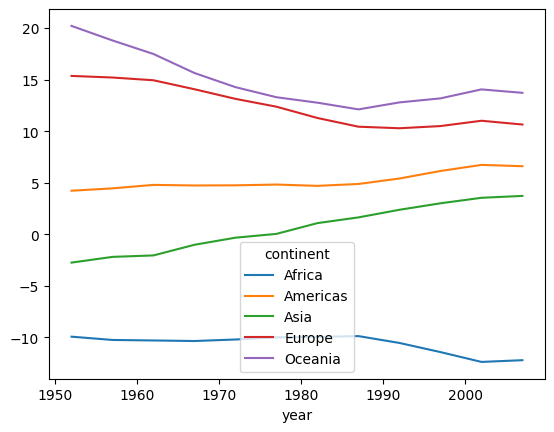 20
15
10
5
0
−5
−10
continent
Africa
Americas
Asia
Europe
Oceania
1950 1960 1970 1980 1990 2000
year